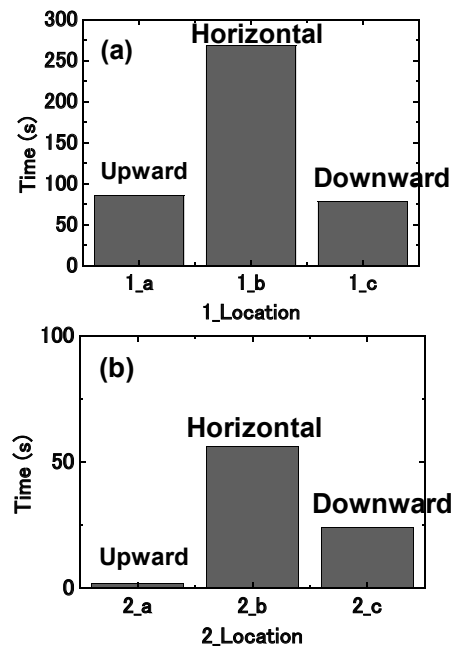 (a)
Horizontal
Upward
Downward
Time (s)
300
250
200
150
100
50
0
1_a 1_b 1_c
1_Location
(b)
Horizontal
Downward
Upward
Time (s)
100
50
0
2_a 2_b 2_c
2_Location